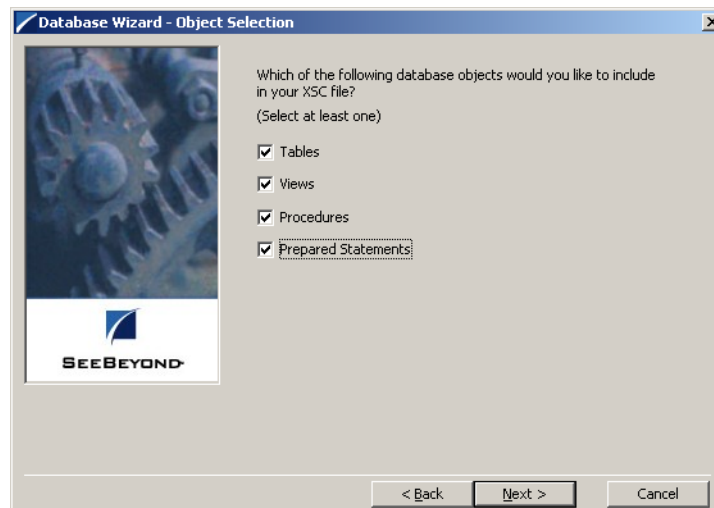 Database Wizard - Object Selection
Which of the following database objects would you like to include
in your XSC file?
(Select at least one)
Tables
Views
Procedures
Prepared Statements
SEEBEYOND
< Back
Next >
Cancel